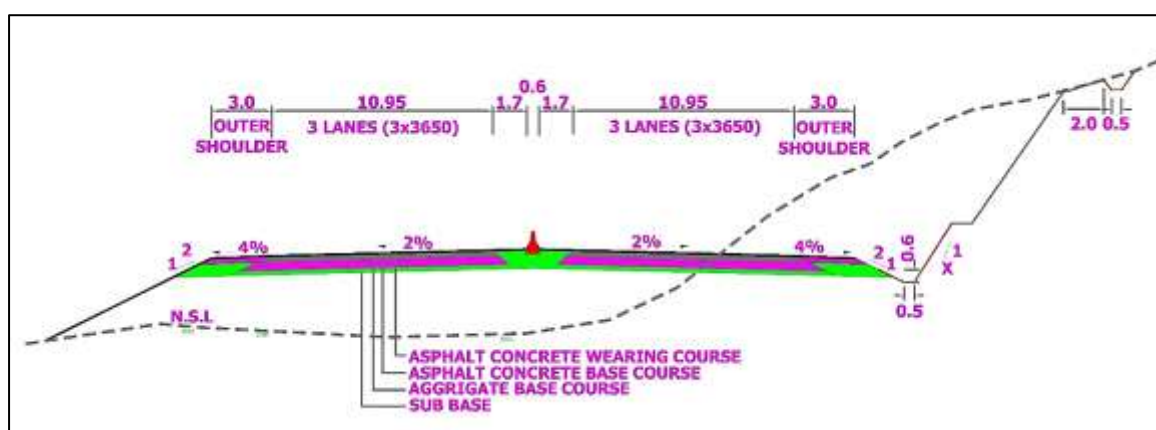 0.6
3.0 10.95 1.7 1.7 10.95 3.0
OUTER 3 LANES (3x3650) 3 LANES (3x3650) OUTER
SHOULDER SHOULDER
2.0 0.5
2 4% 2% 2% 4% 2
1 1
0.6
X 1
0.5
N.S.L
ASPHALT CONCRETE WEARING COURSE
ASPHALT CONCRETE BASE COURSE
AGGRIGATE BASE COURSE
SUB BASE